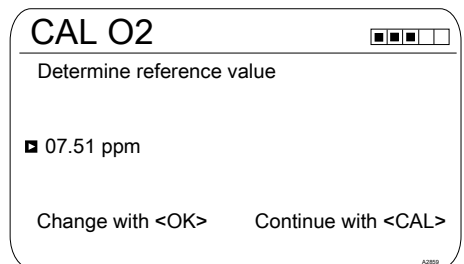 CAL O2
Determine reference value
07.51 ppm
Change with <OK> Continue with <CAL>
A2859